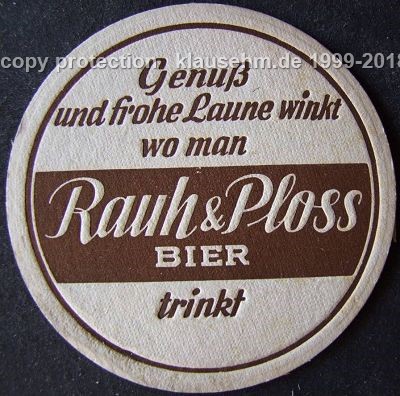 copy protection klausehm.de 1999-2018
Genuß
und frohe Laune winkt
wo man
Rauh & Ploss
BIER
trinkt